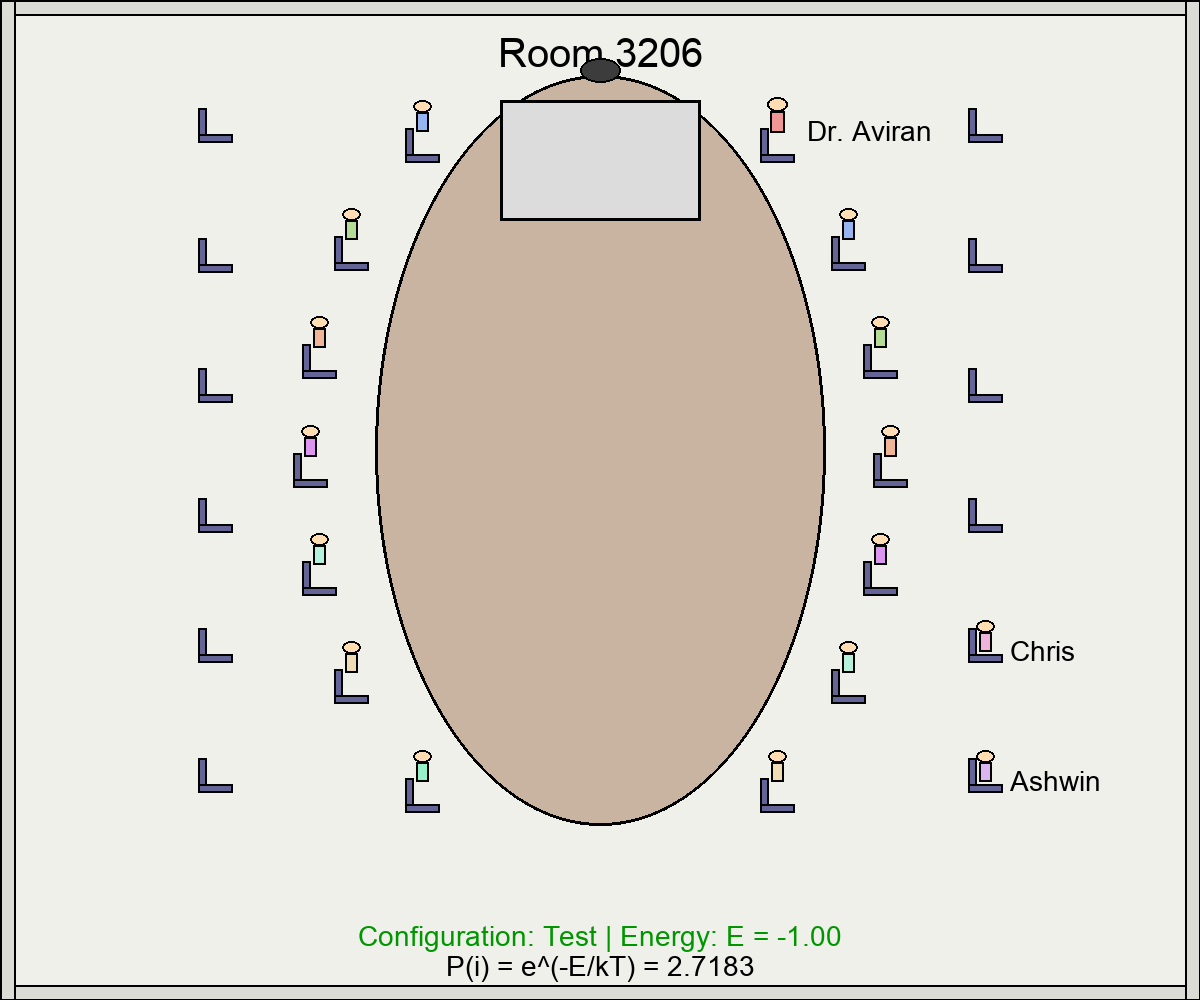 Room 3206
Dr. Aviran
Chris
Ashwin
Configuration: Test | Energy: E = -1.00
P(i) = e^(-E/kT) = 2.7183